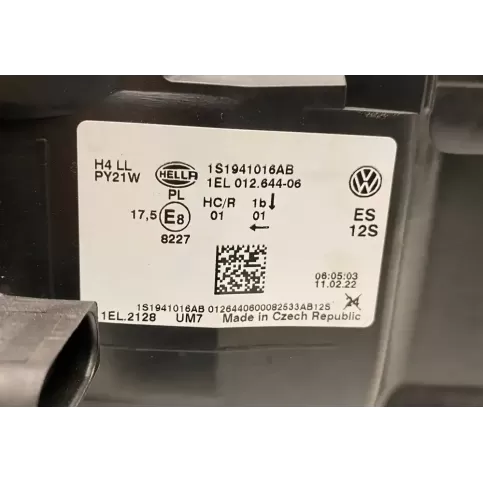 H4 LL HELLA 1S1941016AB
PY21W 1EL 012.644-06
PL HC/R 1b↓
17,5 E8 01 01 ES
8227 ← 12S
06:05:03
11.02.22
1S1941016AB 0126440600082533AB12S
1EL.2128 UM7 Made in Czech Republic